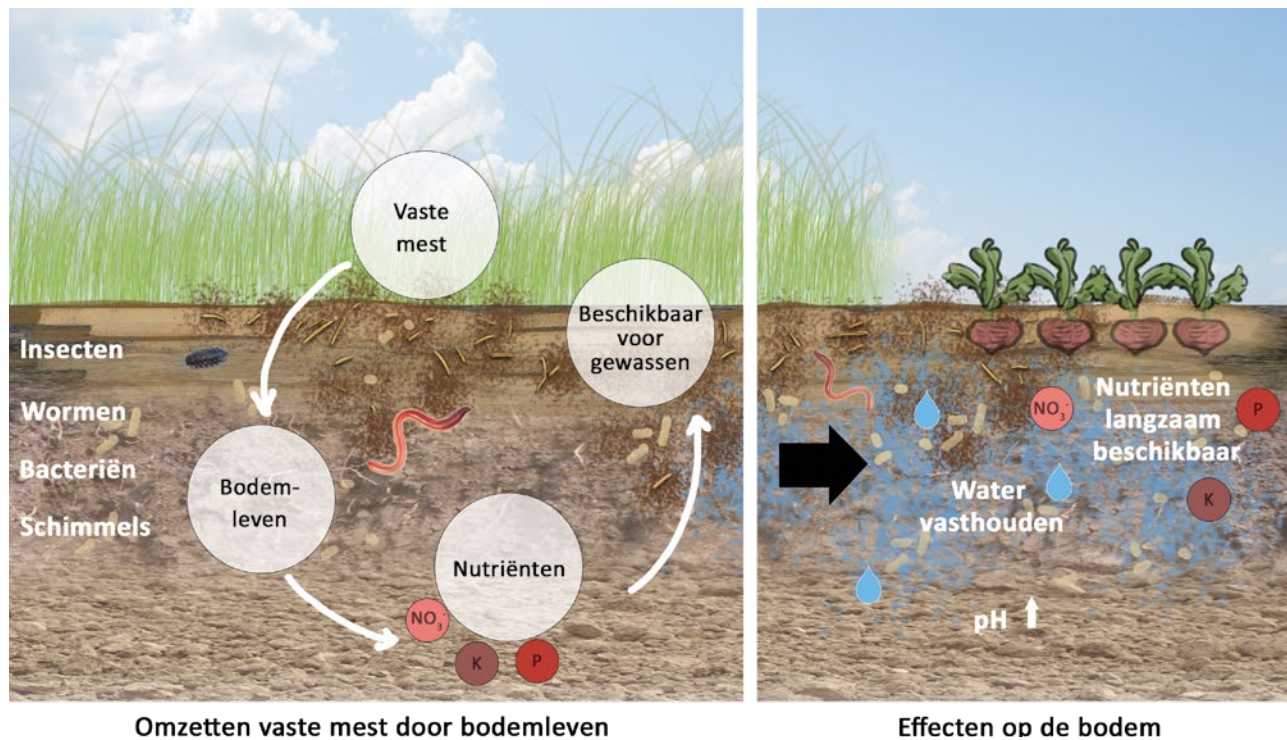 Vaste
mest
Beschikbaar
voor
gewassen
Insecten
Wormen
Bacteriën
Schimmels
Bodem-
leven
Nutriënten
NO₃⁻
K
P
Omzetten vaste mest door bodemleven
NO₃⁻
Nutriënten
langzaam
beschikbaar
P
K
Water
vasthouden
pH
Effecten op de bodem